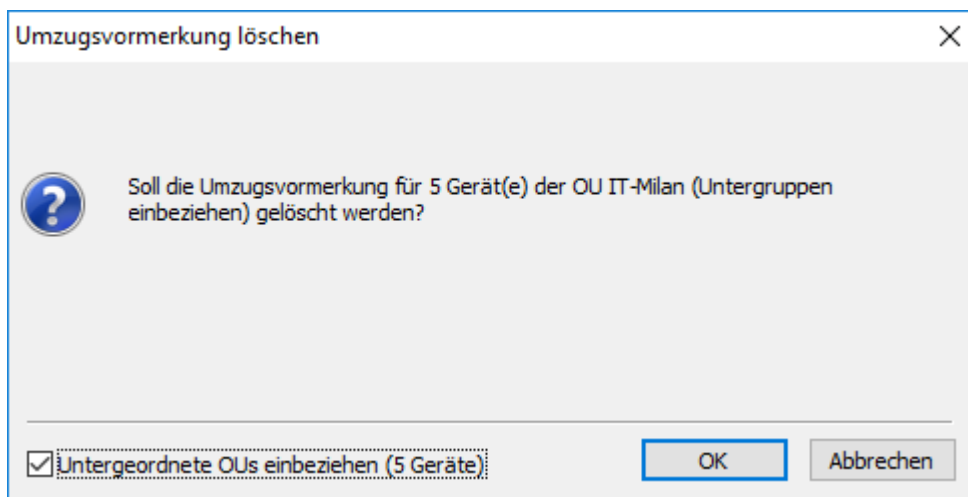 Umzugsvormerkung löschen
Soll die Umzugsvormerkung für 5 Gerät(e) der OU IT-Milan (Untergruppen
einbeziehen) gelöscht werden?
Untergeordnete OUs einbeziehen (5 Geräte)
OK
Abbrechen